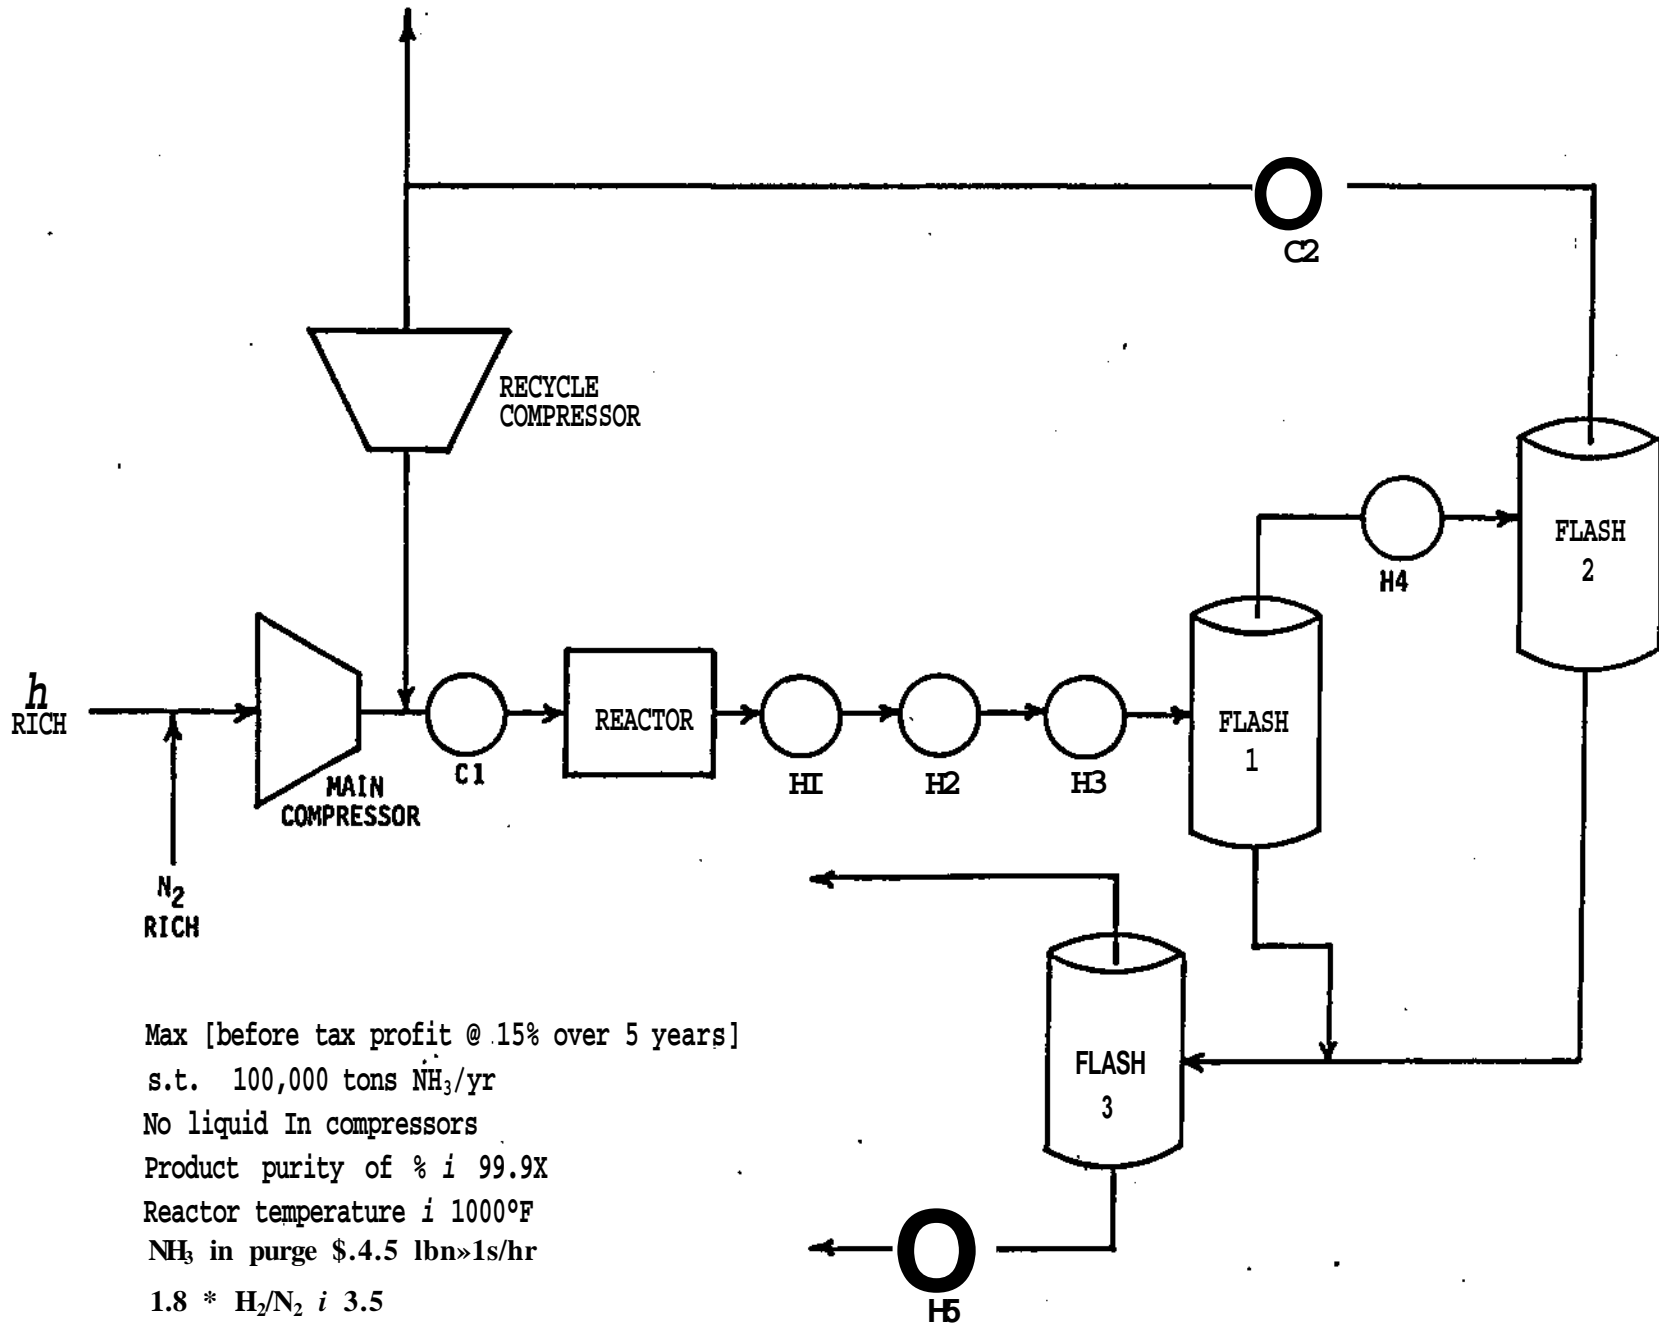 C2
RECYCLE
COMPRESSOR
FLASH
2
H4
h
RICH
REACTOR
FLASH
1
C1
HI
H2
H3
MAIN
COMPRESSOR
N2
RICH
Max [before tax profit @ 15% over 5 years]
s.t. 100,000 tons NH3/yr
No liquid In compressors
Product purity of % i 99.9X
Reactor temperature i 1000ºF
NH3 in purge $.4.5 lbn»1s/hr
1.8 * H2/N2 i 3.5
FLASH
3
H5